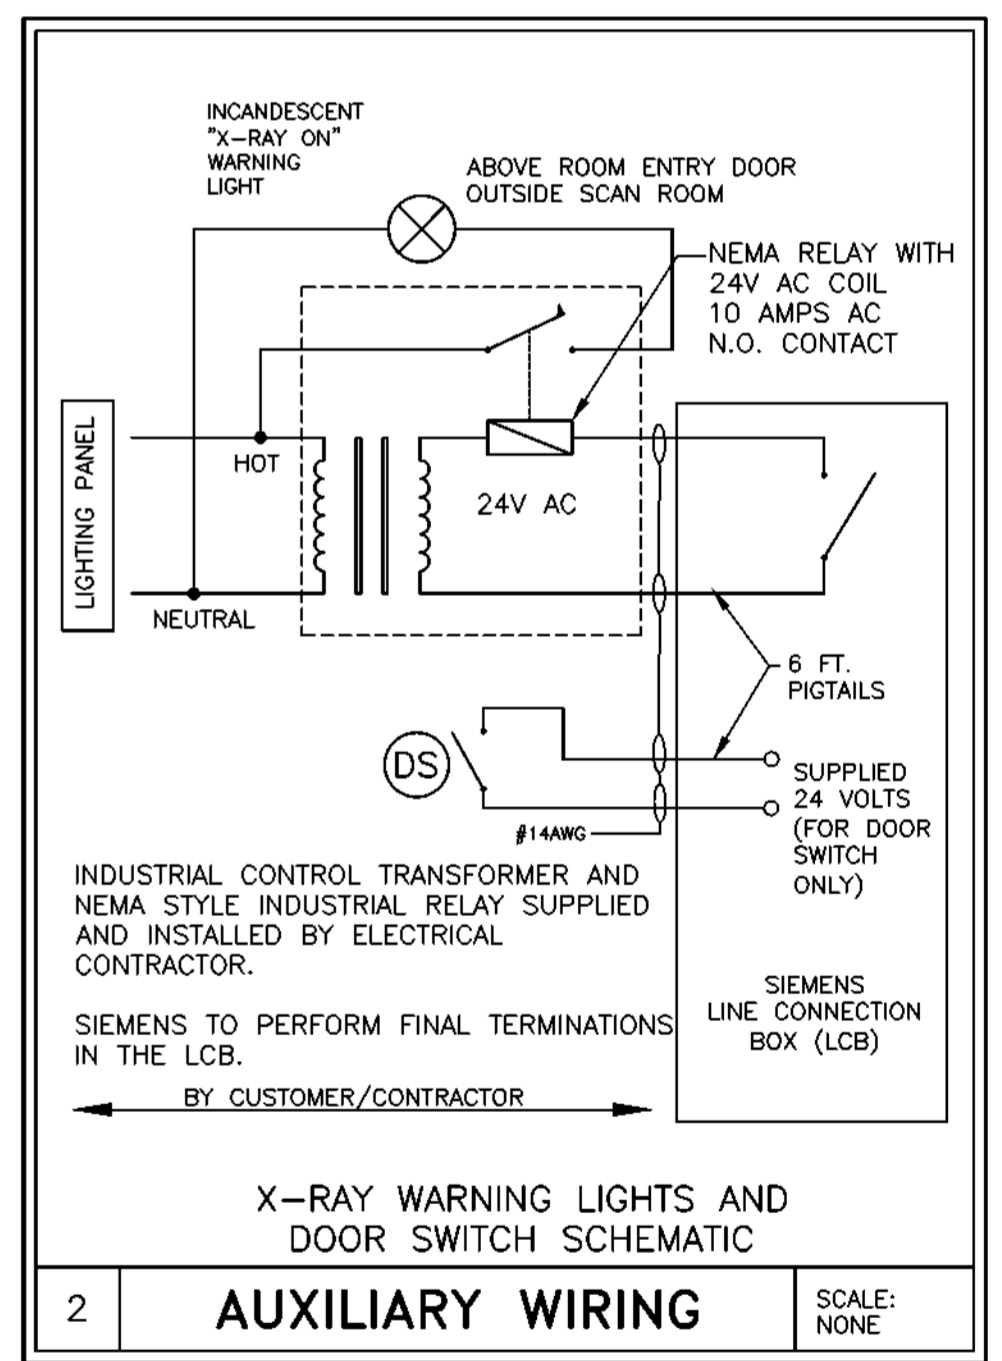 INCANDESCENT
"X-RAY ON"
WARNING
LIGHT
ABOVE ROOM ENTRY DOOR
OUTSIDE SCAN ROOM
NEMA RELAY WITH
24V AC COIL
10 AMPS AC
N.O. CONTACT
LIGHTING PANEL
HOT
24V AC
NEUTRAL
6 FT.
PIGTAILS
DS
SUPPLIED
24 VOLTS
(FOR DOOR
SWITCH
ONLY)
#14AWG
INDUSTRIAL CONTROL TRANSFORMER AND
NEMA STYLE INDUSTRIAL RELAY SUPPLIED
AND INSTALLED BY ELECTRICAL
CONTRACTOR.
SIEMENS
LINE CONNECTION
BOX (LCB)
SIEMENS TO PERFORM FINAL TERMINATIONS
IN THE LCB.
BY CUSTOMER/CONTRACTOR
X-RAY WARNING LIGHTS AND
DOOR SWITCH SCHEMATIC
2
AUXILIARY WIRING
SCALE:
NONE